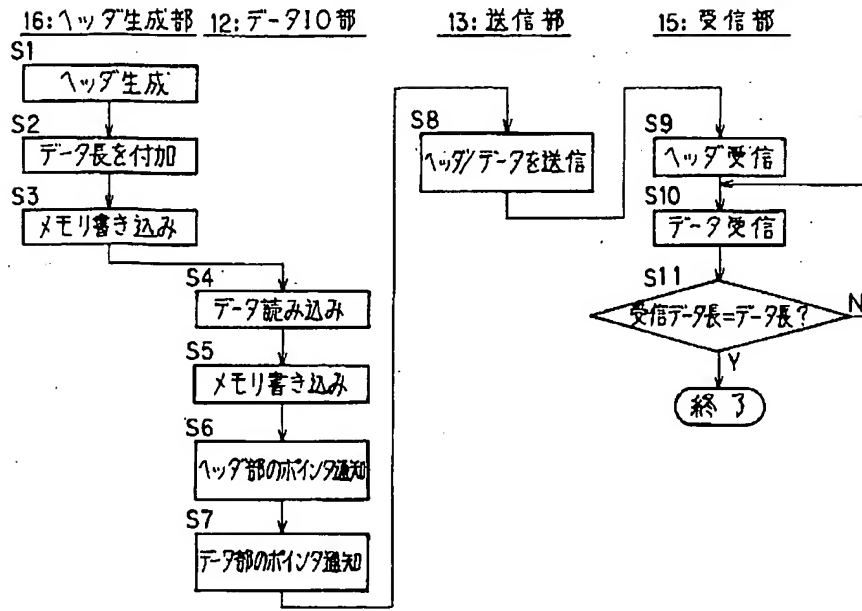 16:ヘッダ生成部 12:データIO部 13:送信部 15:受信部
S1
ヘッダ生成
S2
データ長を付加
S3
メモリ書き込み
S4
データ読み込み
S5
メモリ書き込み
S6
ヘッダ部のポインタ通知
S7
データ部のポインタ通知
S8
ヘッダ/データを送信
S9
ヘッダ受信
S10
データ受信
S11
受信データ長=データ長?
N
Y
終了